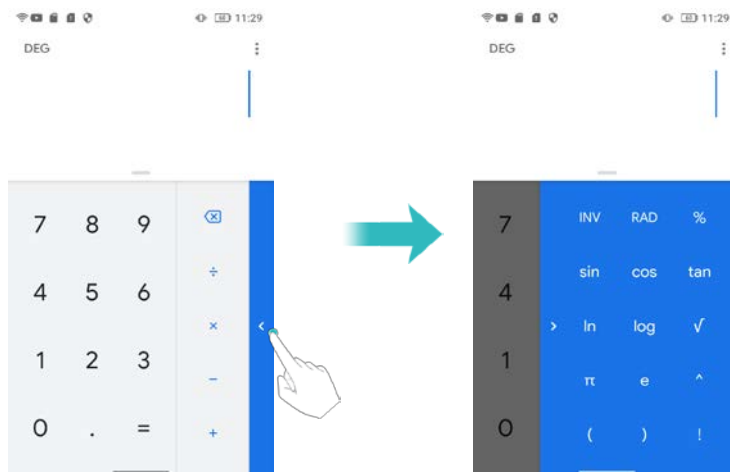 11:29
DEG
7 8 9
÷
4 5 6
×
1 2 3
−
0 . =
+
11:29
DEG
7 INV RAD %
4 sin cos tan
ln log √
1
π e ^
0 ( ) !